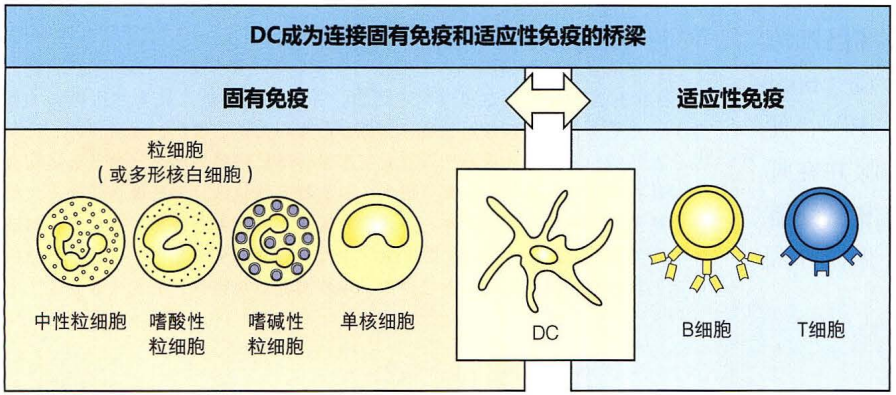 DC成为连接固有免疫和适应性免疫的桥梁
固有免疫
适应性免疫
粒细胞
（或多形核白细胞）
中性粒细胞
嗜酸性
粒细胞
嗜碱性
粒细胞
单核细胞
DC
B细胞
T细胞